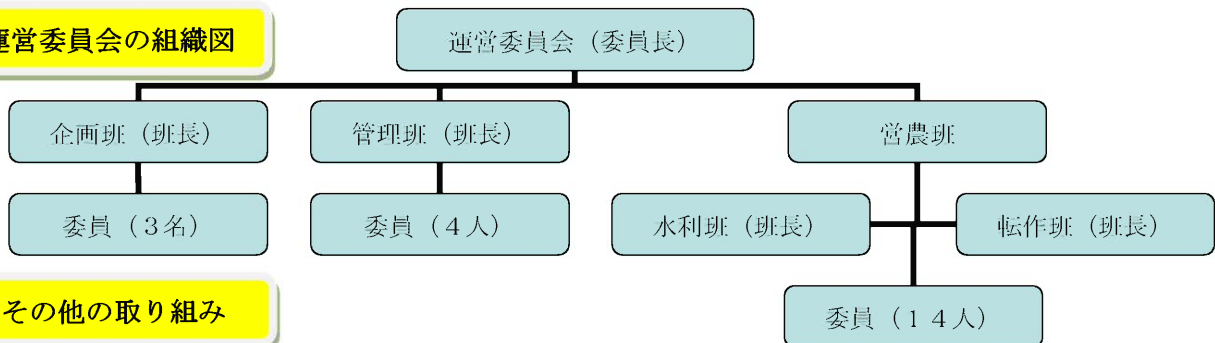 運営委員会の組織図
運営委員会（委員長）
企画班（班長）
管理班（班長）
営農班
委員（３名）
委員（４人）
水利班（班長）
転作班（班長）
委員（１４人）
その他の取り組み